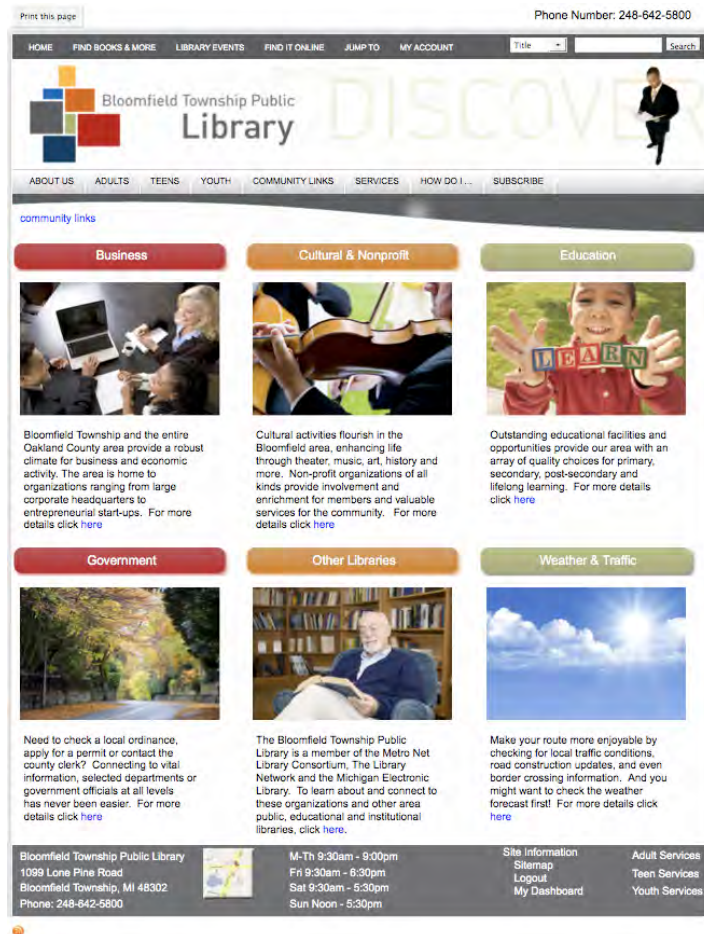 Print this page
Phone Number: 248-642-5800
HOME FIND BOOKS & MORE LIBRARY EVENTS FIND IT ONLINE JUMP TO MY ACCOUNT Title Search
Bloomfield Township Public
Library
DISCOVER
ABOUT US ADULTS TEENS YOUTH COMMUNITY LINKS SERVICES HOW DO I ... SUBSCRIBE
community links
Business
Bloomfield Township and the entire
Oakland County area provide a robust
climate for business and economic
activity. The area is home to
organizations ranging from large
corporate headquarters to
entrepreneurial start-ups. For more
details click here
Cultural & Nonprofit
Cultural activities flourish in the
Bloomfield area, enhancing life
through theater, music, art, history and
more. Non-profit organizations of all
kinds provide involvement and
enrichment for members and valuable
services for the community. For more
details click here
Education
LEARN
Outstanding educational facilities and
opportunities provide our area with an
array of quality choices for primary,
secondary, post-secondary and
lifelong learning. For more details
click here
Government
Need to check a local ordinance,
apply for a permit or contact the
county clerk? Connecting to vital
information, selected departments or
government officials at all levels
has never been easier. For more
details click here
Other Libraries
The Bloomfield Township Public
Library is a member of the Metro Net
Library Consortium, The Library
Network and the Michigan Electronic
Library. To learn about and connect to
these organizations and other area
public, educational and institutional
libraries, click here.
Weather & Traffic
Make your route more enjoyable by
checking for local traffic conditions,
road construction updates, and even
border crossing information. And you
might want to check the weather
forecast first! For more details click
here
Bloomfield Township Public Library
1099 Lone Pine Road
Bloomfield Township, MI 48302
Phone: 248-642-5800
M-Th 9:30am - 9:00pm
Fri 9:30am - 6:30pm
Sat 9:30am - 5:30pm
Sun Noon - 5:30pm
Site Information
Sitemap
Logout
My Dashboard
Adult Services
Teen Services
Youth Services